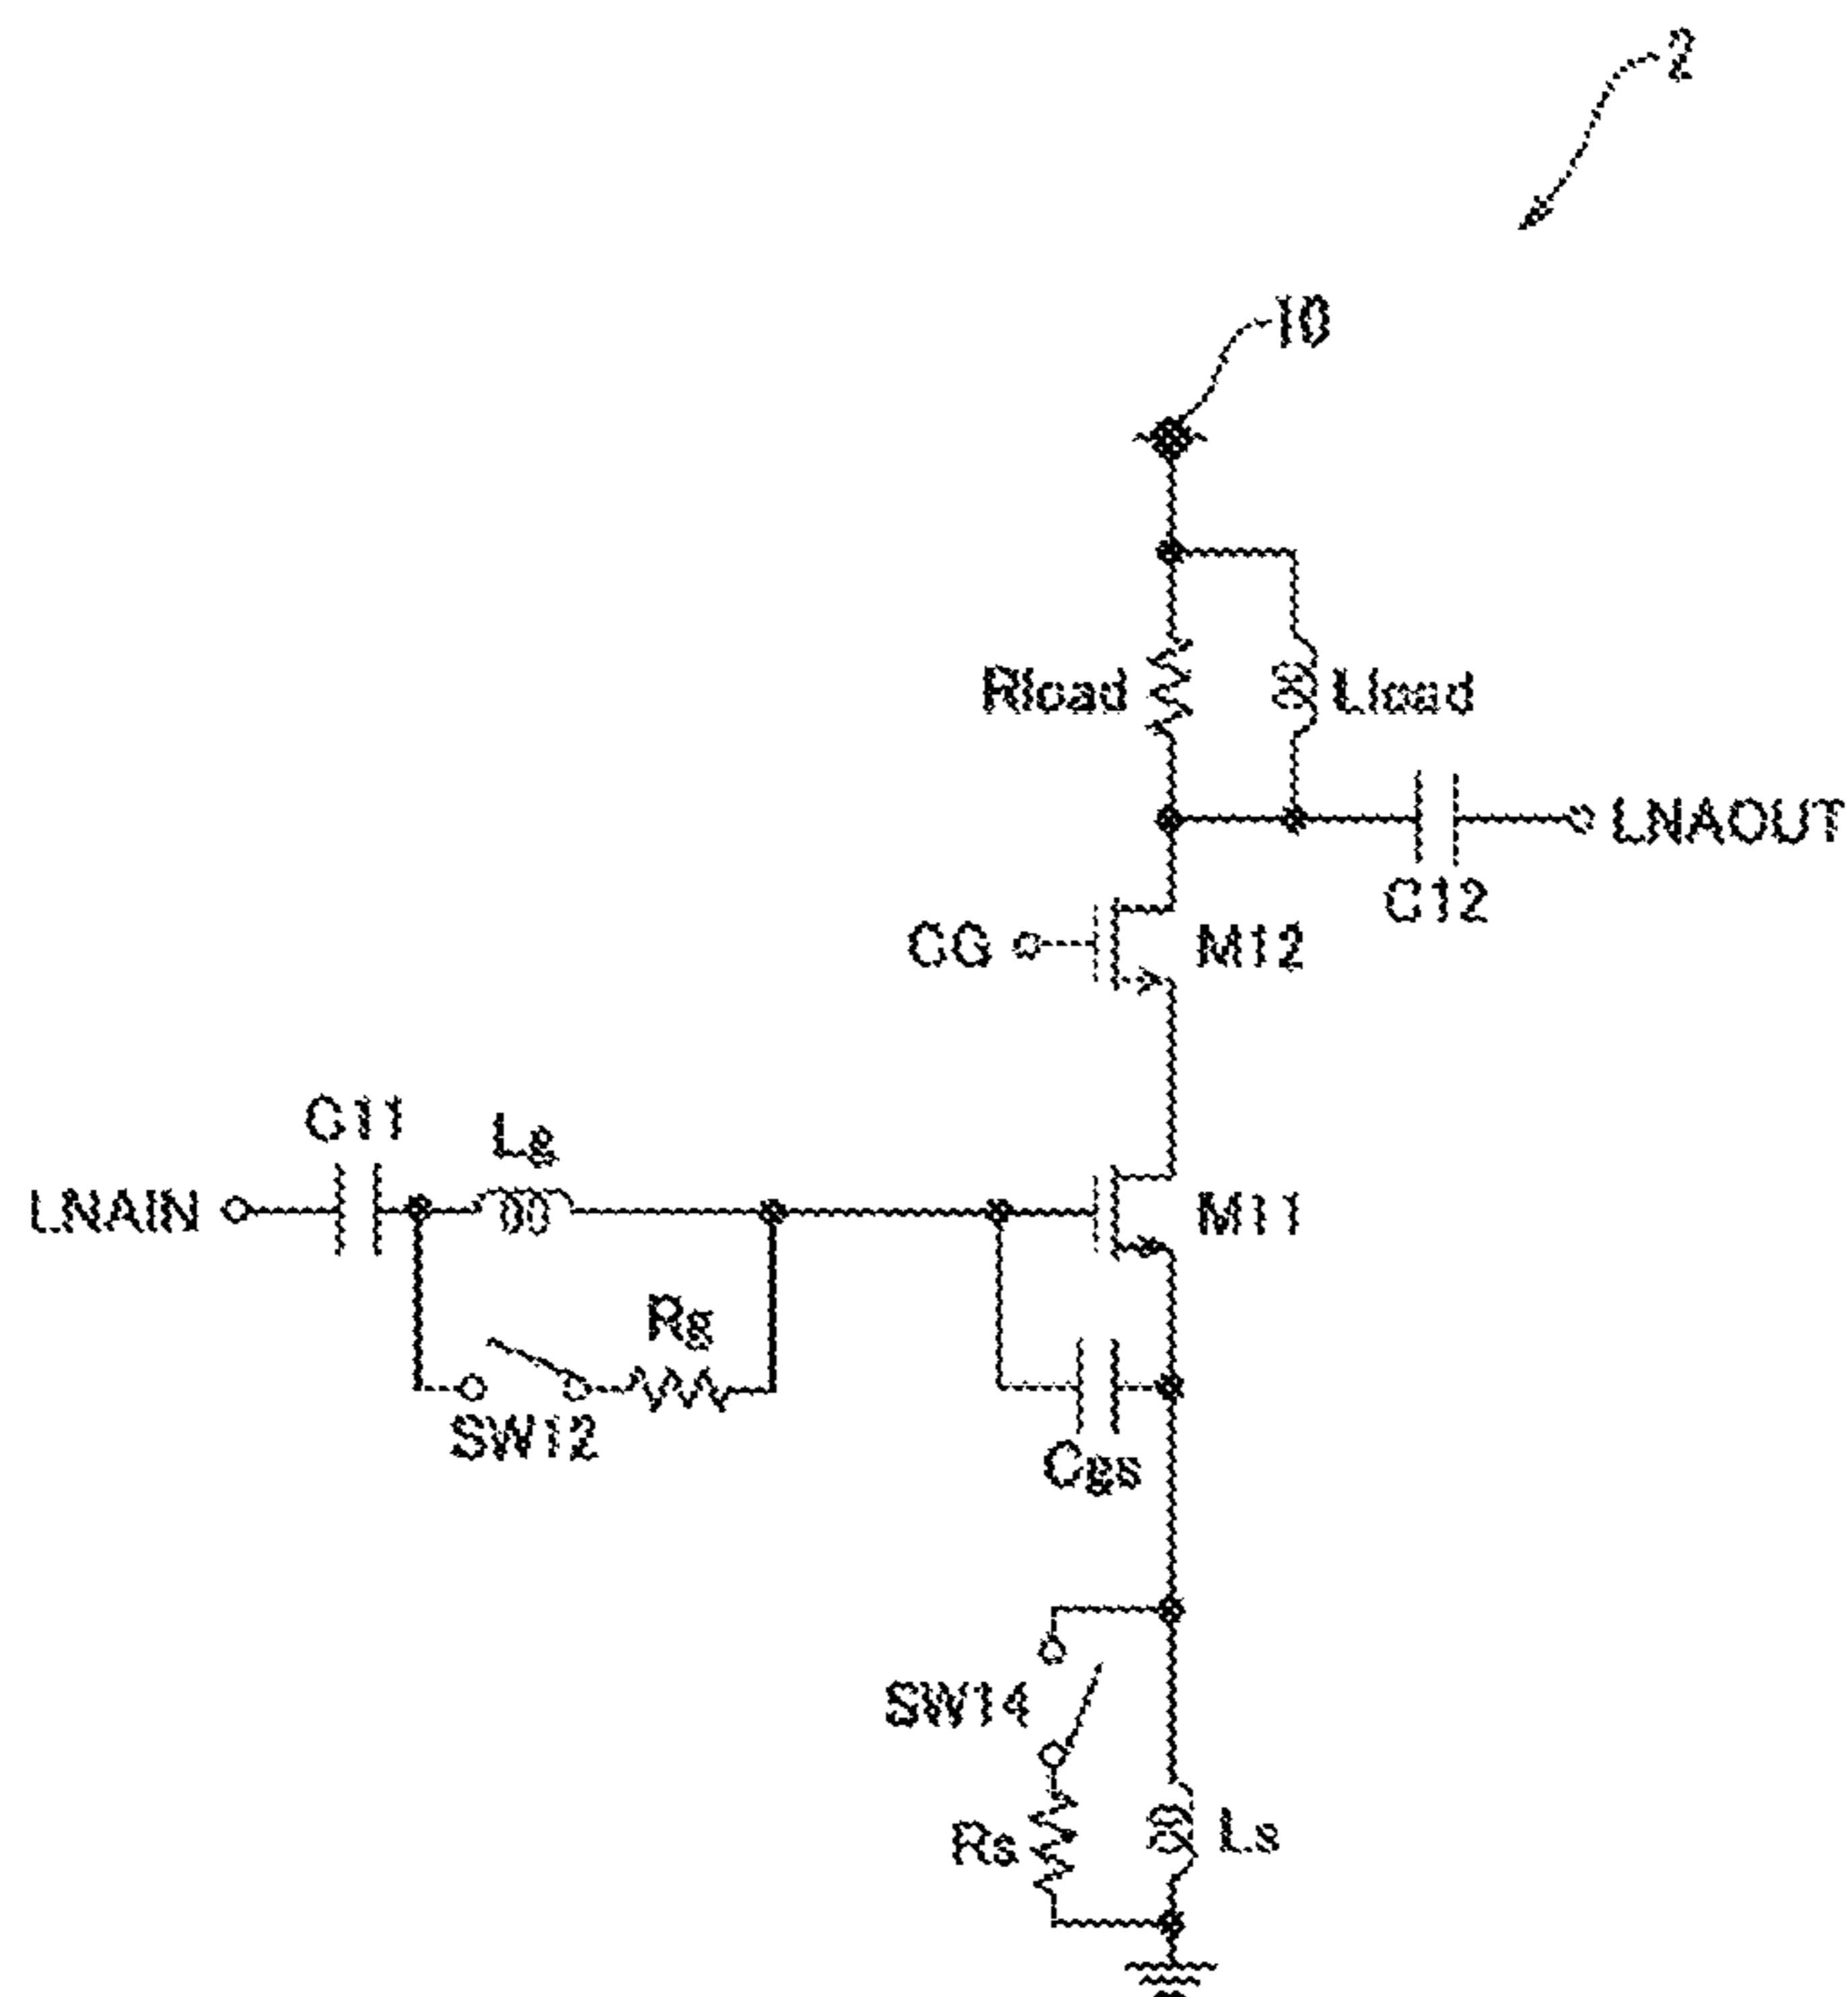 2
10
Rload
Lload
LNAOUT
C12
CG
M12
C11
Lg
LNAIN
M11
Rg
SW12
Cgs
SW14
Rs
Ls